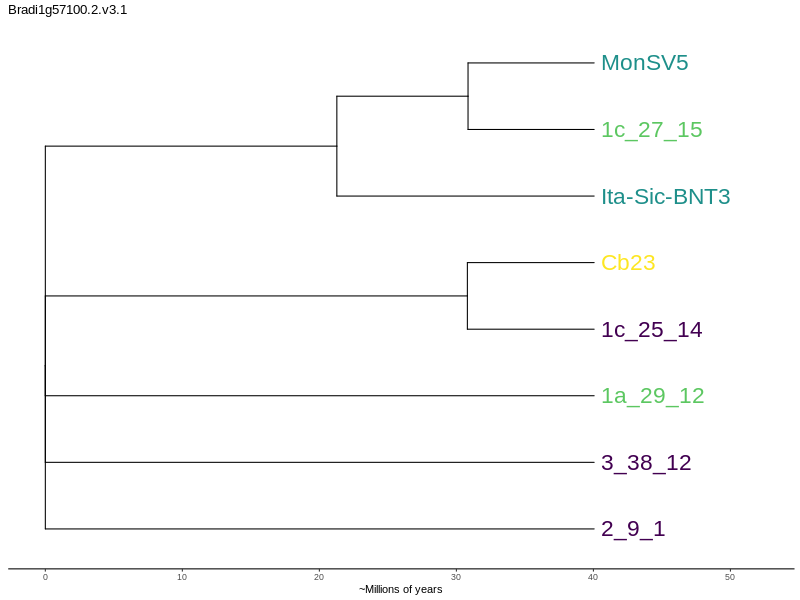 Bradi1g57100.2.v3.1
MonSV5
1c_27_15
Ita-Sic-BNT3
Cb23
1c_25_14
1a_29_12
3_38_12
2_9_1
0 10 20 30 40 50
~Millions of years